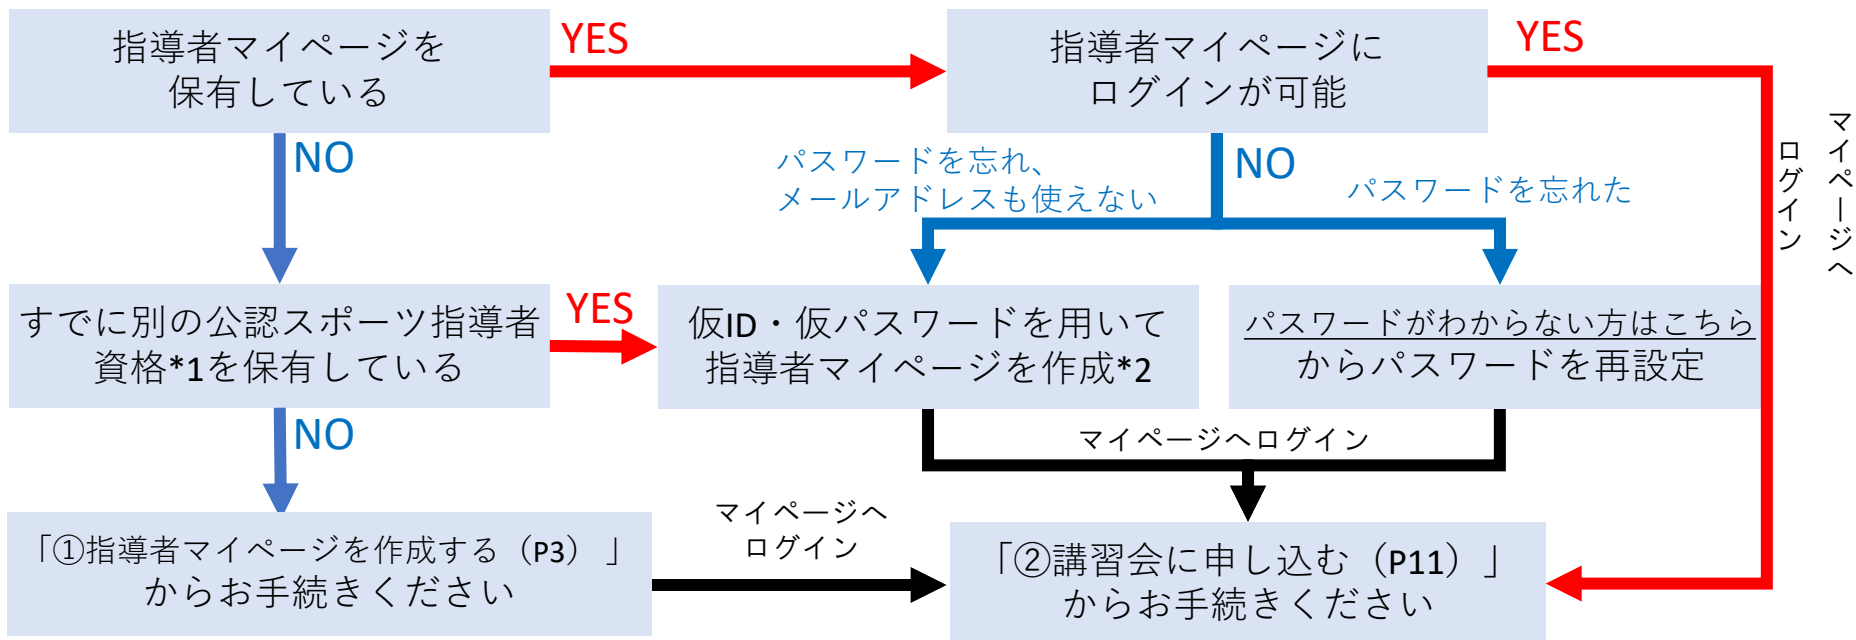 指導者マイページを
保有している
YES
指導者マイページに
ログインが可能
YES
マイページへ
ログイン
NO
パスワードを忘れ、
メールアドレスも使えない
NO
パスワードを忘れた
すでに別の公認スポーツ指導者
資格*1を保有している
YES
仮ID・仮パスワードを用いて
指導者マイページを作成*2
パスワードがわからない方はこちら
からパスワードを再設定
NO
マイページへログイン
「①指導者マイページを作成する（P3）」
からお手続きください
マイページへ
ログイン
「②講習会に申し込む（P11）」
からお手続きください